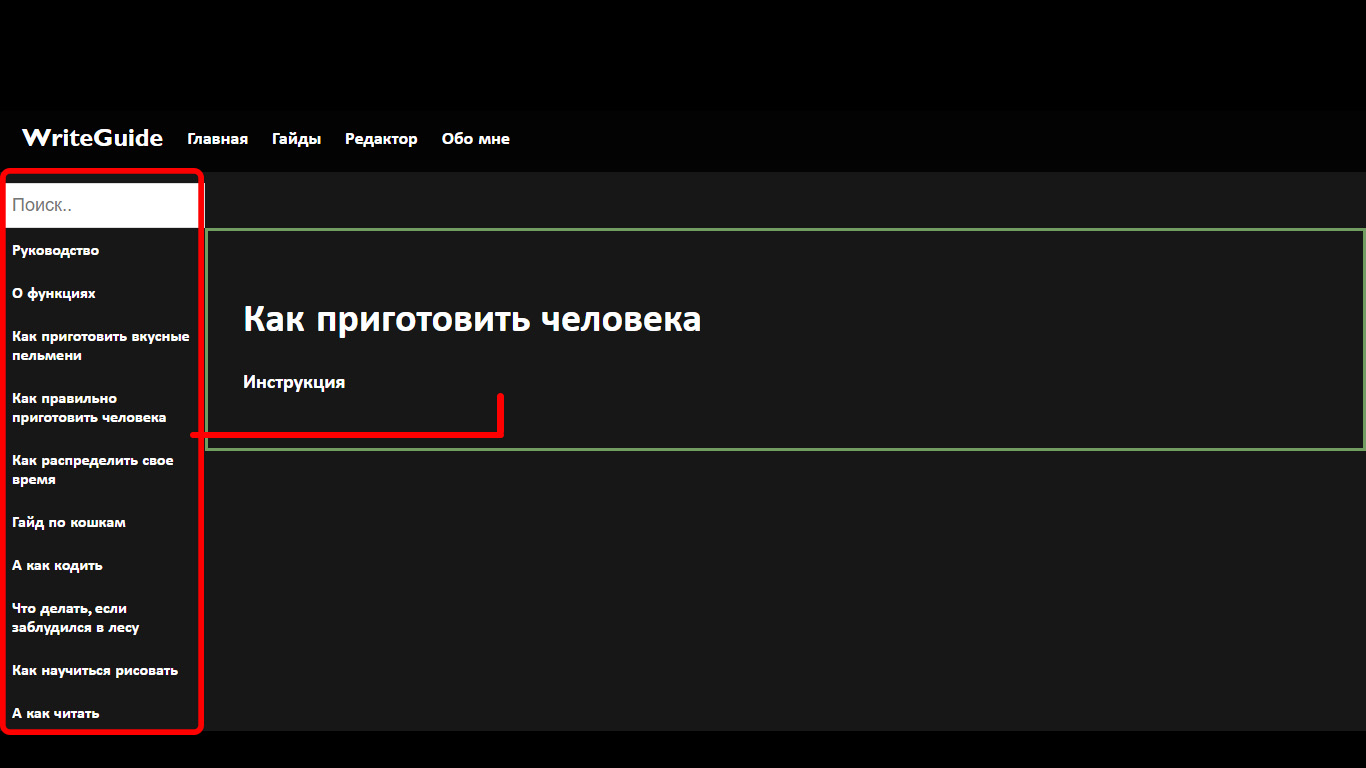 WriteGuide Главная Гайды Редактор Обо мне
Поиск..
Руководство
О функциях
Как приготовить вкусные
пельмени
Как правильно
приготовить человека
Как распределить свое
время
Гайд по кошкам
А как кодить
Что делать, если
заблудился в лесу
Как научиться рисовать
А как читать
Как приготовить человека
Инструкция